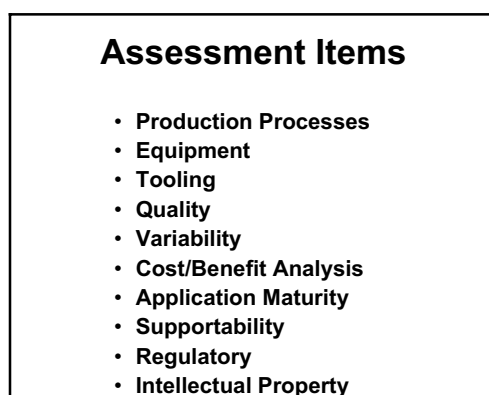 Assessment Items
• Production Processes
• Equipment
• Tooling
• Quality
• Variability
• Cost/Benefit Analysis
• Application Maturity
• Supportability
• Regulatory
• Intellectual Property